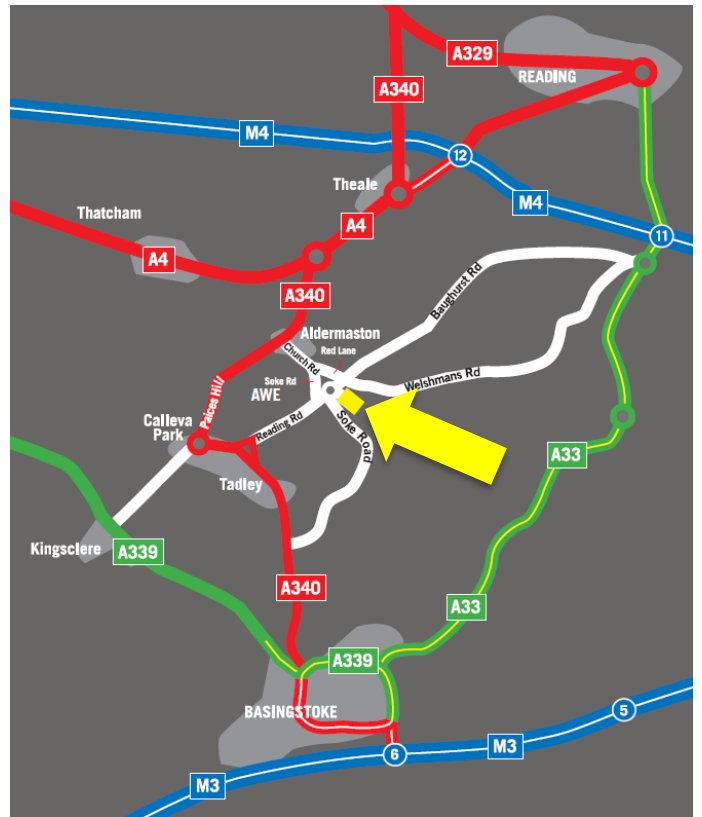 A329
READING
A340
M4
12
Theale
M4
Thatcham
A4
11
A4
A340
Baughurst Rd
Aldermaston
Red Lane
Church Rd
Welshmans Rd
Soke Rd
AWE
Paices Hill
Calleva
Park
Reading Rd
Soke Road
A33
Tadley
Kingsclere
A339
A340
A33
A339
BASINGSTOKE
5
M3
6
M3